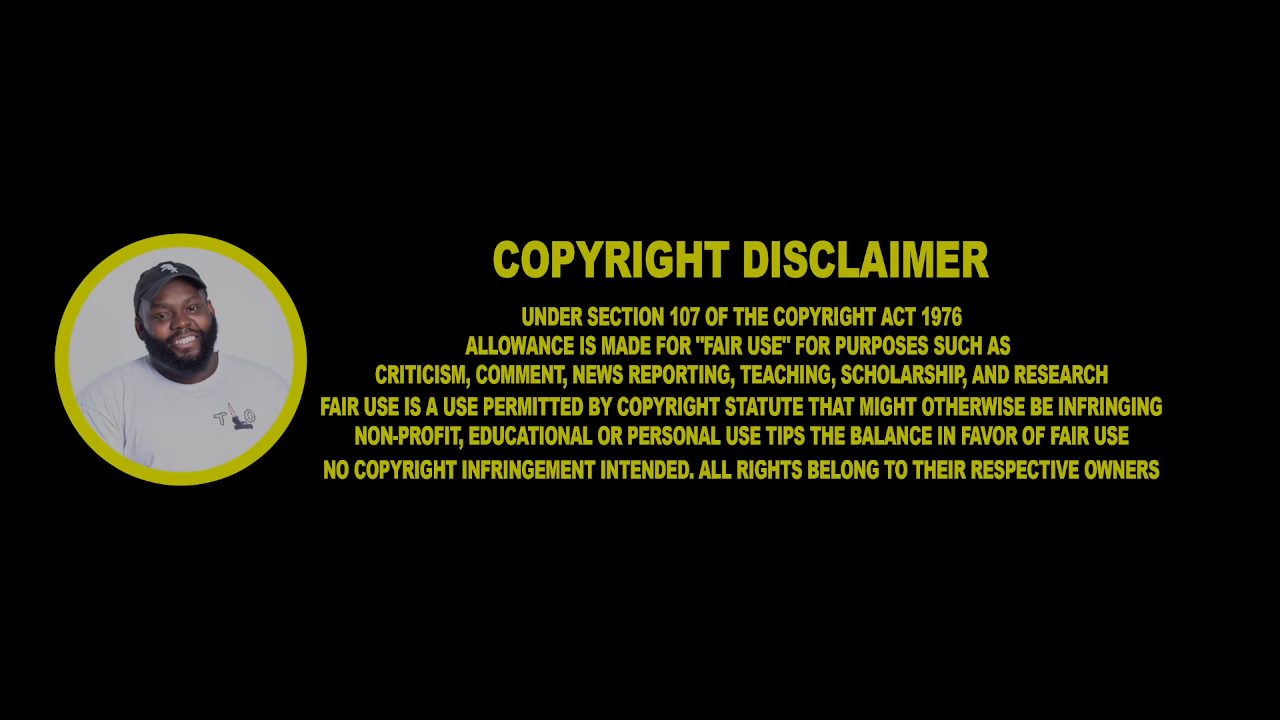 COPYRIGHT DISCLAIMER
UNDER SECTION 107 OF THE COPYRIGHT ACT 1976
ALLOWANCE IS MADE FOR "FAIR USE" FOR PURPOSES SUCH AS
CRITICISM, COMMENT, NEWS REPORTING, TEACHING, SCHOLARSHIP, AND RESEARCH
FAIR USE IS A USE PERMITTED BY COPYRIGHT STATUTE THAT MIGHT OTHERWISE BE INFRINGING
NON-PROFIT, EDUCATIONAL OR PERSONAL USE TIPS THE BALANCE IN FAVOR OF FAIR USE
NO COPYRIGHT INFRINGEMENT INTENDED. ALL RIGHTS BELONG TO THEIR RESPECTIVE OWNERS